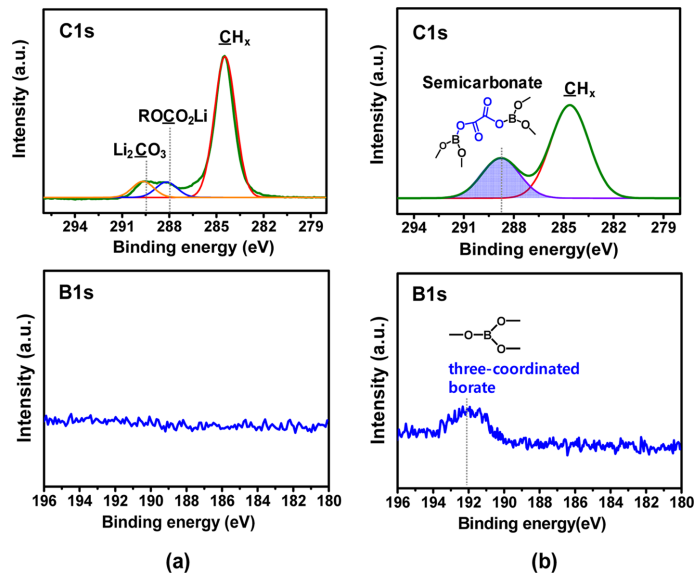 C1s
CHx
ROCO2Li
Li2CO3
Intensity (a.u.)
294 291 288 285 282 279
Binding energy (eV)
C1s
Semicarbonate
CHx
O
O
O
O
B
O
O
B
O
O
Intensity (a.u.)
294 291 288 285 282 279
Binding energy(eV)
B1s
Intensity (a.u.)
196 194 192 190 188 186 184 182 180
Binding energy (eV)
B1s
O
O
B
O
three-coordinated
borate
Intensity (a.u.)
196 194 192 190 188 186 184 182 180
Binding energy(eV)
(a)
(b)